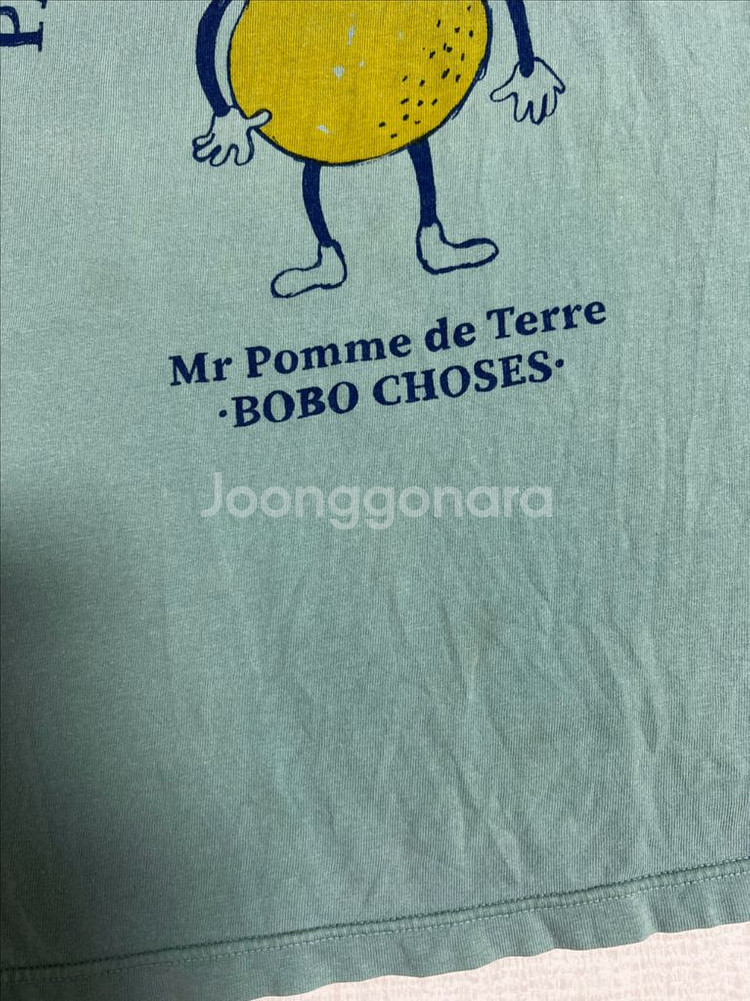 Mr Pomme de Terre
·BOBO CHOSES·
Joonggonara